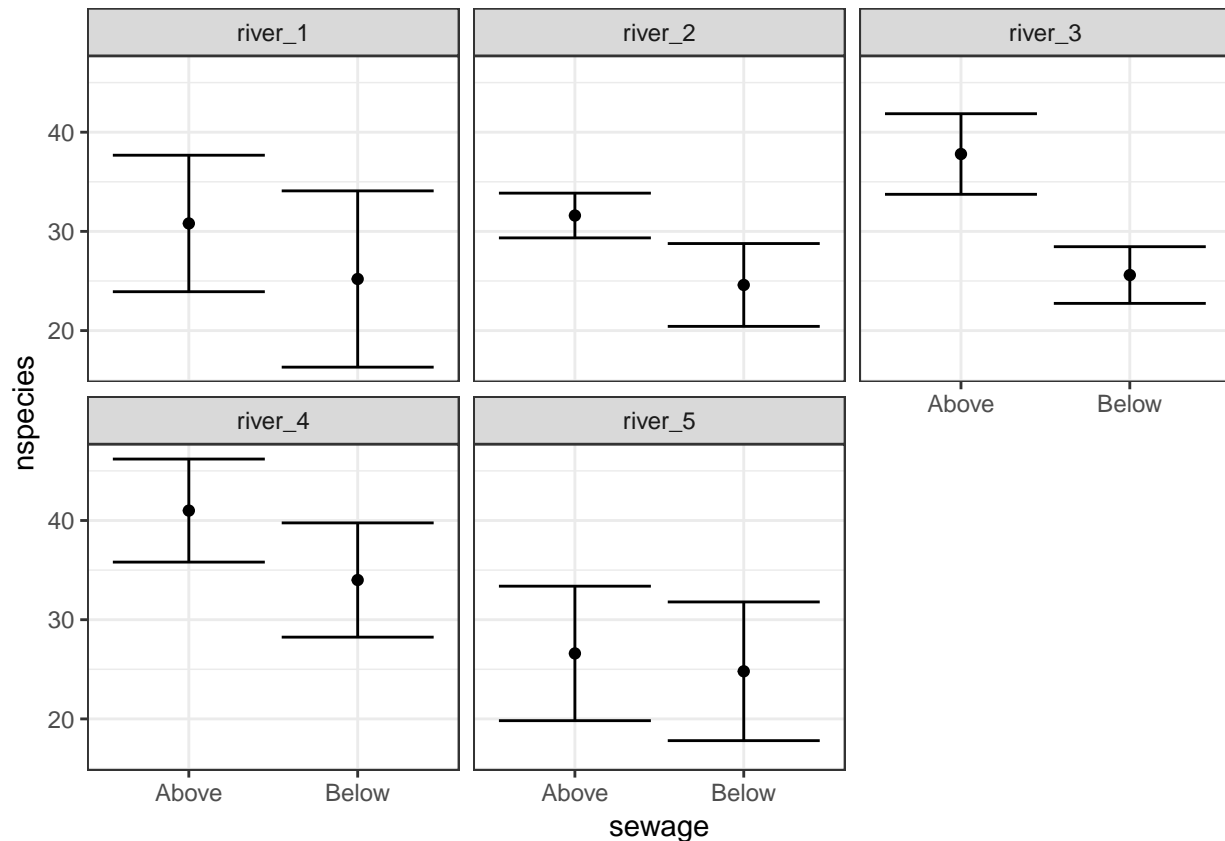 river_1
river_2
river_3
40
30
20
Above
Below
river_4
river_5
40
30
20
Above
Below
Above
Below
nspecies
sewage